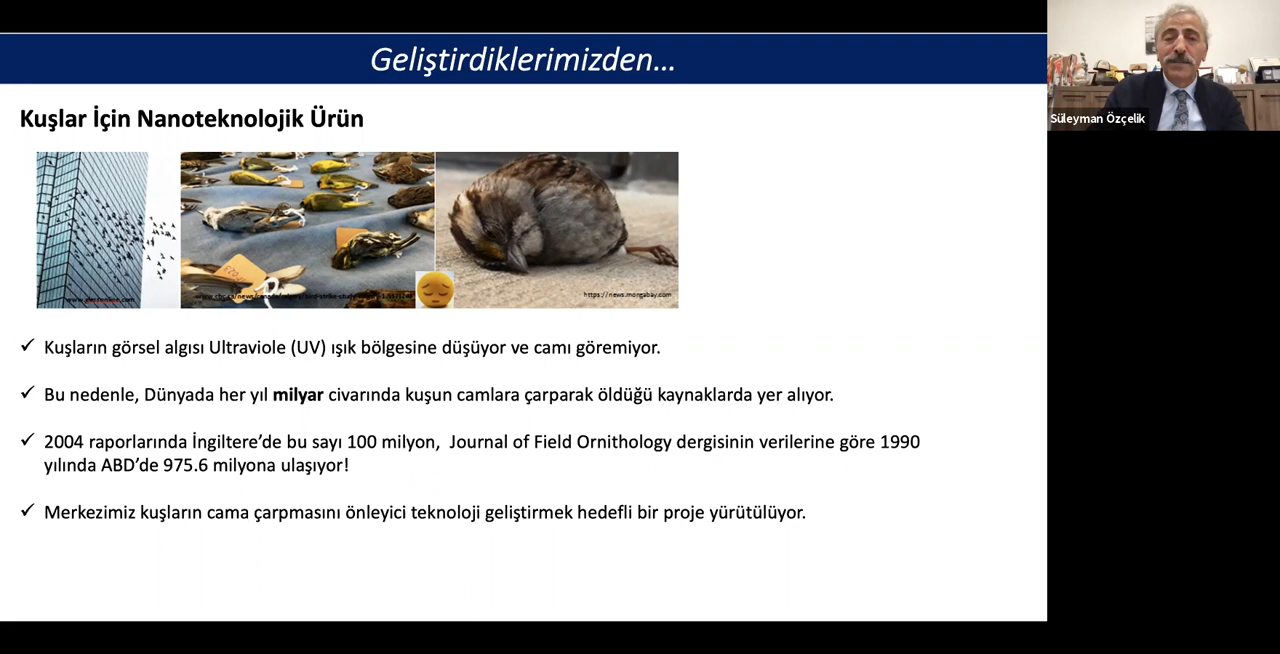 Geliştirdiklerimizden...
Süleyman Özçelik
Kuşlar İçin Nanoteknolojik Ürün
https://news.mongabay.com
✓ Kuşların görsel algısı Ultraviole (UV) ışık bölgesine düşüyor ve camı göremiyor.
✓ Bu nedenle, Dünyada her yıl milyar civarında kuşun camlara çarparak öldüğü kaynaklarda yer alıyor.
✓ 2004 raporlarında İngiltere’de bu sayı 100 milyon, Journal of Field Ornithology dergisinin verilerine göre 1990
yılında ABD’de 975.6 milyona ulaşıyor!
✓ Merkezimiz kuşların cama çarpmasını önleyici teknoloji geliştirmek hedefli bir proje yürütülüyor.